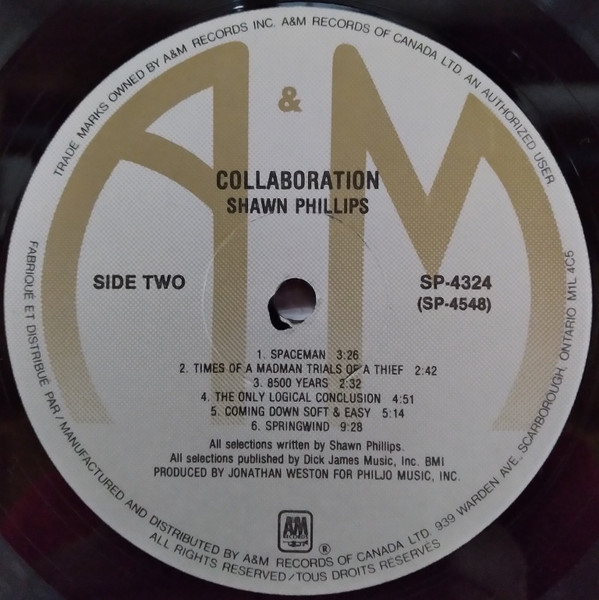 TRADE MARKS OWNED BY A&M RECORDS INC. A&M RECORDS OF CANADA LTD. AN AUTHORIZED USER
A & M
COLLABORATION
SHAWN PHILLIPS
SIDE TWO
SP-4324
(SP-4548)
1. SPACEMAN 3:26
2. TIMES OF A MADMAN TRIALS OF A THIEF 2:42
3. 8500 YEARS 2:32
4. THE ONLY LOGICAL CONCLUSION 4:51
5. COMING DOWN SOFT & EASY 5:14
6. SPRINGWIND 9:28
All selections written by Shawn Phillips.
All selections published by Dick James Music, Inc. BMI
PRODUCED BY JONATHAN WESTON FOR PHILJO MUSIC, INC.
A&M
RECORDS
®
FABRIQUÉ ET DISTRIBUÉ PAR/MANUFACTURED AND DISTRIBUTED BY A&M RECORDS OF CANADA LTD. 939 WARDEN AVE., SCARBOROUGH, ONTARIO M1L 4C5
ALL RIGHTS RESERVED/TOUS DROITS RESERVÉS